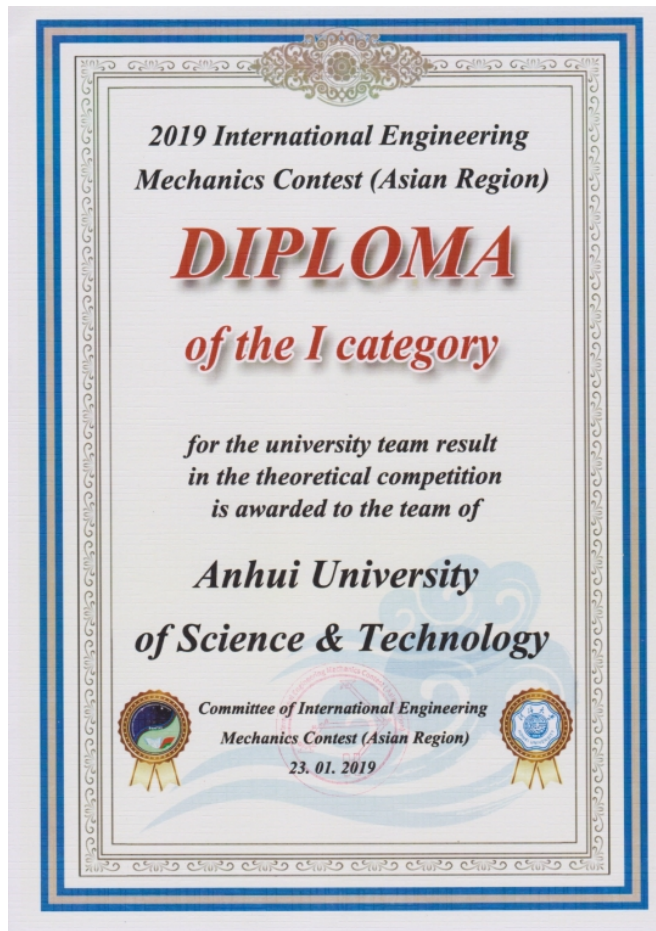 2019 International Engineering
Mechanics Contest (Asian Region)
DIPLOMA
of the I category
for the university team result
in the theoretical competition
is awarded to the team of
Anhui University
of Science & Technology
Committee of International Engineering
Mechanics Contest (Asian Region)
23. 01. 2019